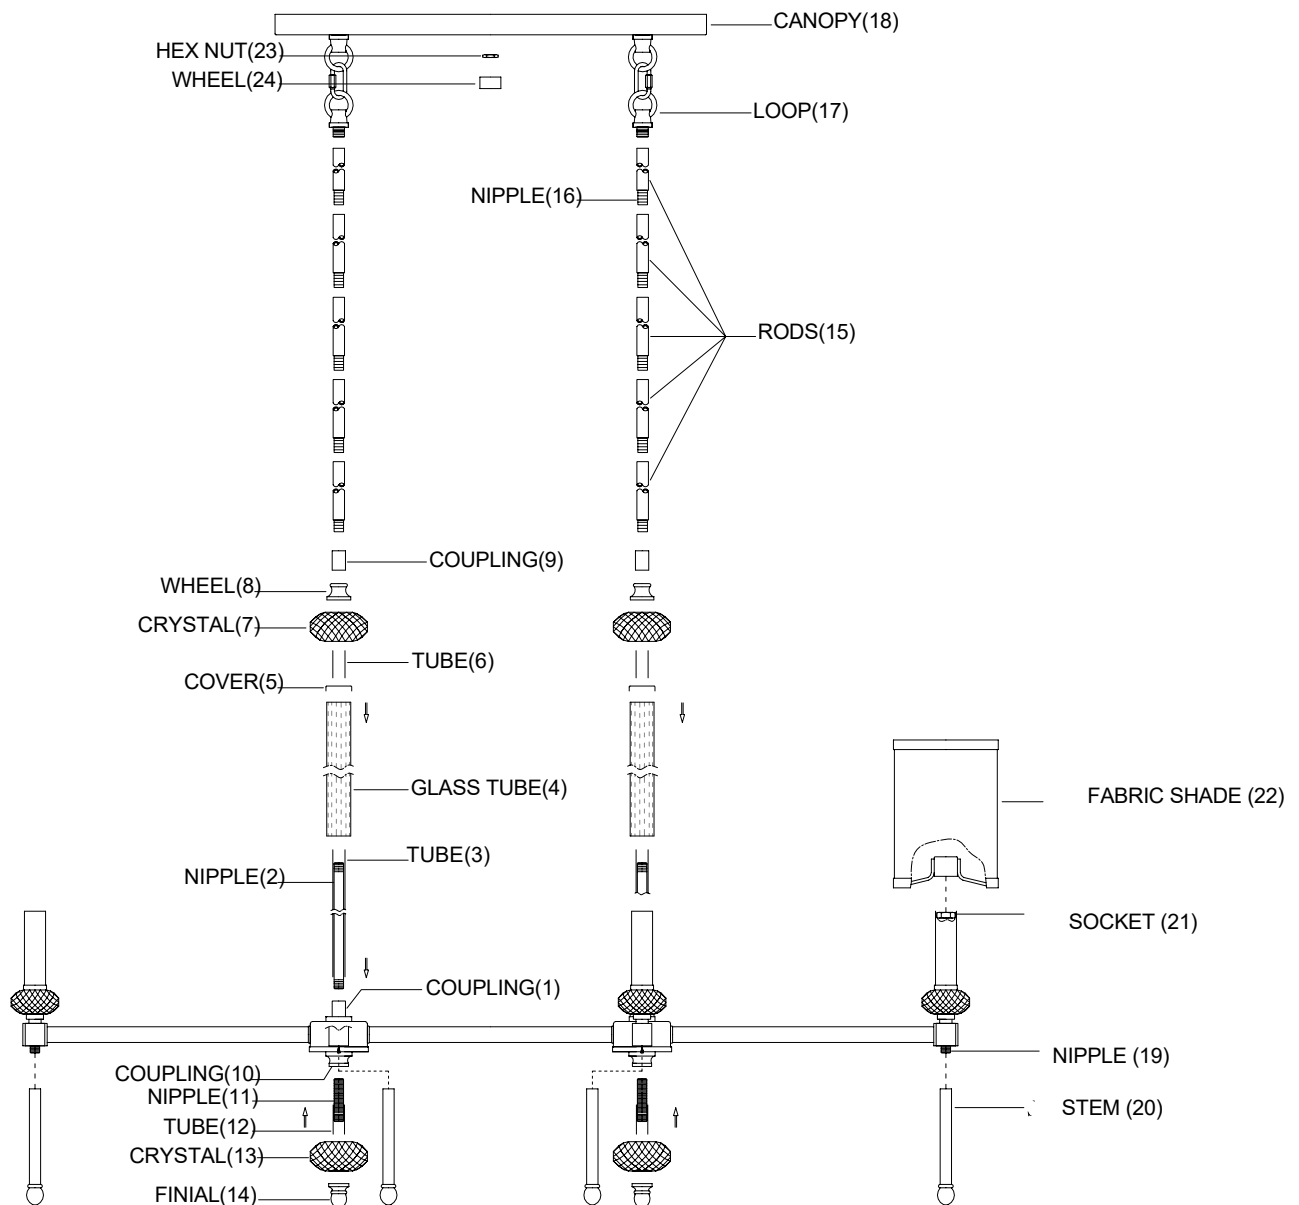 CANOPY(18)
HEX NUT(23)
WHEEL(24)
LOOP(17)
NIPPLE(16)
RODS(15)
COUPLING(9)
WHEEL(8)
CRYSTAL(7)
TUBE(6)
COVER(5)
GLASS TUBE(4)
FABRIC SHADE (22)
TUBE(3)
NIPPLE(2)
SOCKET (21)
COUPLING(1)
NIPPLE (19)
COUPLING(10)
NIPPLE(11)
STEM (20)
TUBE(12)
CRYSTAL(13)
FINIAL(14)